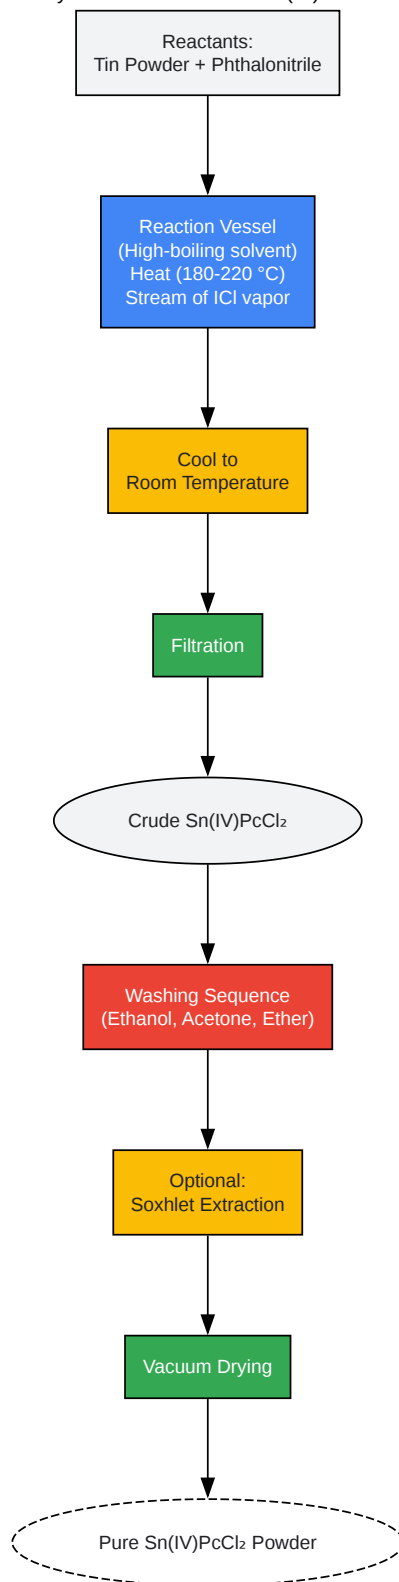 Reactants:
Tin Powder + Phthalonitrile
Reaction Vessel
(High-boiling solvent)
Heat (180-220 °C)
Stream of ICl vapor
Cool to
Room Temperature
Filtration
Crude Sn(IV)PcCl₂
Washing Sequence
(Ethanol, Acetone, Ether)
Optional:
Soxhlet Extraction
Vacuum Drying
Pure Sn(IV)PcCl₂ Powder